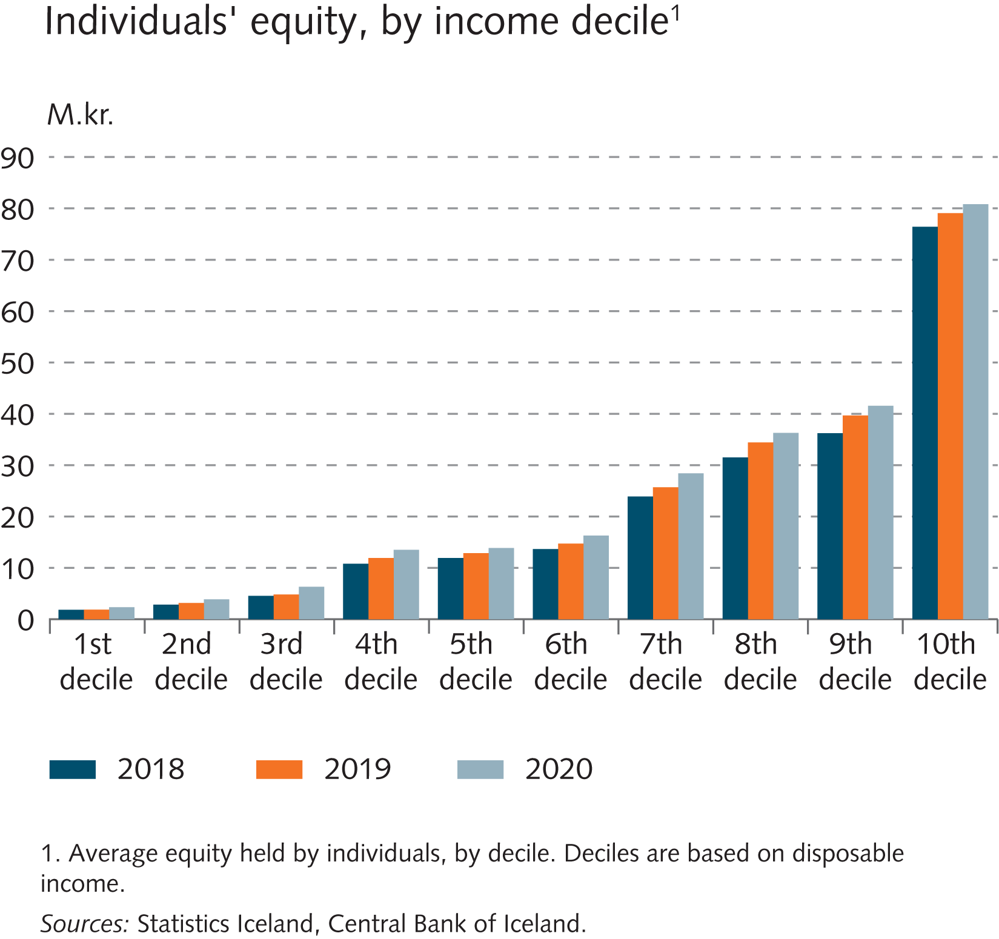 Individuals' equity, by income decile¹
M.kr.
90
80
70
60
50
40
30
20
10
0
1st decile
2nd decile
3rd decile
4th decile
5th decile
6th decile
7th decile
8th decile
9th decile
10th decile
2018
2019
2020
1. Average equity held by individuals, by decile. Deciles are based on disposable
income.
Sources: Statistics Iceland, Central Bank of Iceland.